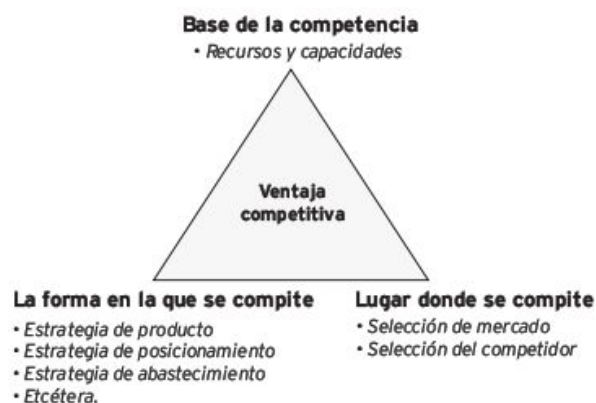 Base de la competencia
• Recursos y capacidades
Ventaja
competitiva
La forma en la que se compite
• Estrategia de producto
• Estrategia de posicionamiento
• Estrategia de abastecimiento
• Etcétera.
Lugar donde se compite
• Selección de mercado
• Selección del competidor